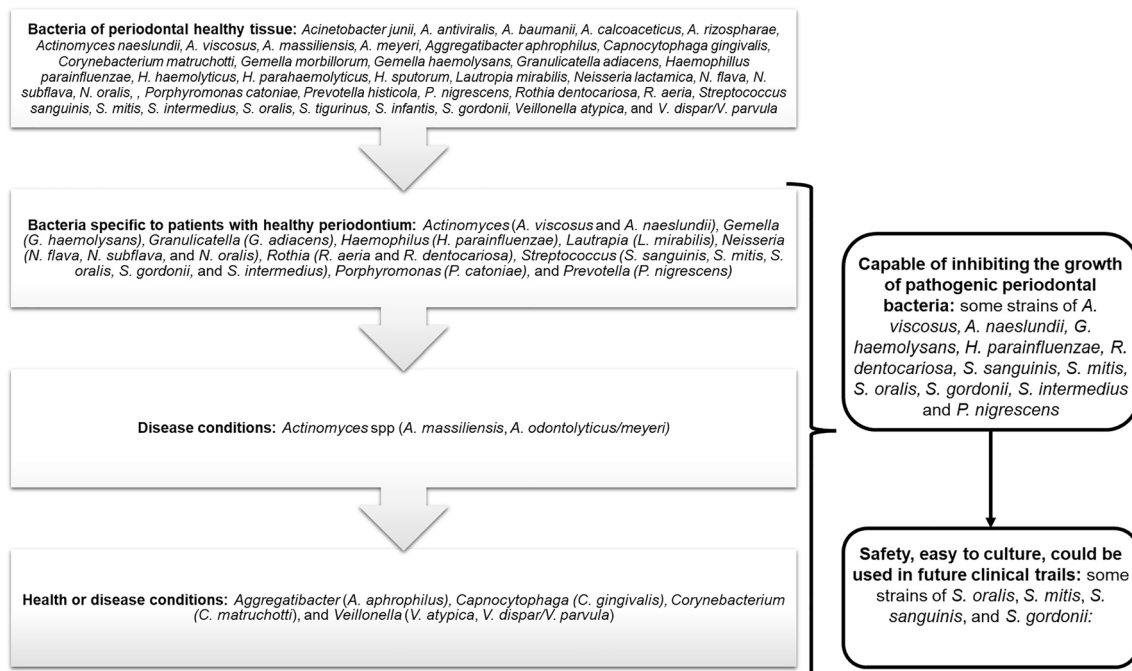 Bacteria of periodontal healthy tissue: Acinetobacter junii, A. antiviralis, A. baumanii, A. calcoaceticus, A. rizospharae,
Actinomyces naeslundii, A. viscosus, A. massiliensis, A. meyeri, Aggregatibacter aphrophilus, Capnocytophaga gingivalis,
Corynebacterium matruchotti, Gemella morbillorum, Gemella haemolysans, Granulicatella adiacens, Haemophillus
parainfluenzae, H. haemolyticus, H. parahaemolyticus, H. sputorum, Lautropia mirabilis, Neisseria lactamica, N. flava, N.
subflava, N. oralis, , Porphyromonas catoniae, Prevotella histicola, P. nigrescens, Rothia dentocariosa, R. aeria, Streptococcus
sanguinis, S. mitis, S. intermedius, S. oralis, S. tigurinus, S. infantis, S. gordonii, Veillonella atypica, and V. dispar/V. parvula
Bacteria specific to patients with healthy periodontium: Actinomyces (A. viscosus and A. naeslundii), Gemella
(G. haemolysans), Granulicatella (G. adiacens), Haemophilus (H. parainfluenzae), Lautrapia (L. mirabilis), Neisseria
(N. flava, N. subflava, and N. oralis), Rothia (R. aeria and R. dentocariosa), Streptococcus (S. sanguinis, S. mitis, S.
oralis, S. gordonii, and S. intermedius), Porphyromonas (P. catoniae), and Prevotella (P. nigrescens)
Disease conditions: Actinomyces spp (A. massiliensis, A. odontolyticus/meyeri)
Health or disease conditions: Aggregatibacter (A. aphrophilus), Capnocytophaga (C. gingivalis), Corynebacterium
(C. matruchotti), and Veillonella (V. atypica, V. dispar/V. parvula)
Capable of inhibiting the growth
of pathogenic periodontal
bacteria: some strains of A.
viscosus, A. naeslundii, G.
haemolysans, H. parainfluenzae, R.
dentocariosa, S. sanguinis, S. mitis,
S. oralis, S. gordonii, S. intermedius
and P. nigrescens
Safety, easy to culture, could be
used in future clinical trails: some
strains of S. oralis, S. mitis, S.
sanguinis, and S. gordonii: